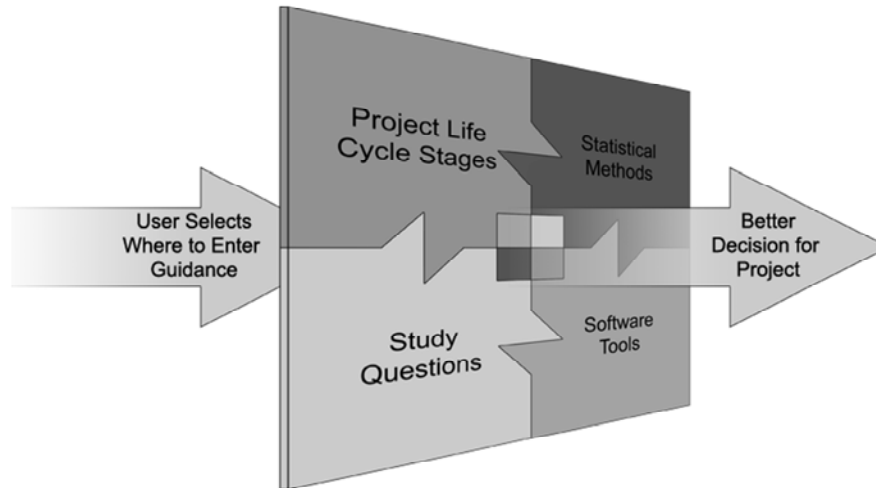 User Selects
Where to Enter
Guidance
Project Life
Cycle Stages
Statistical
Methods
Study
Questions
Software
Tools
Better
Decision for
Project